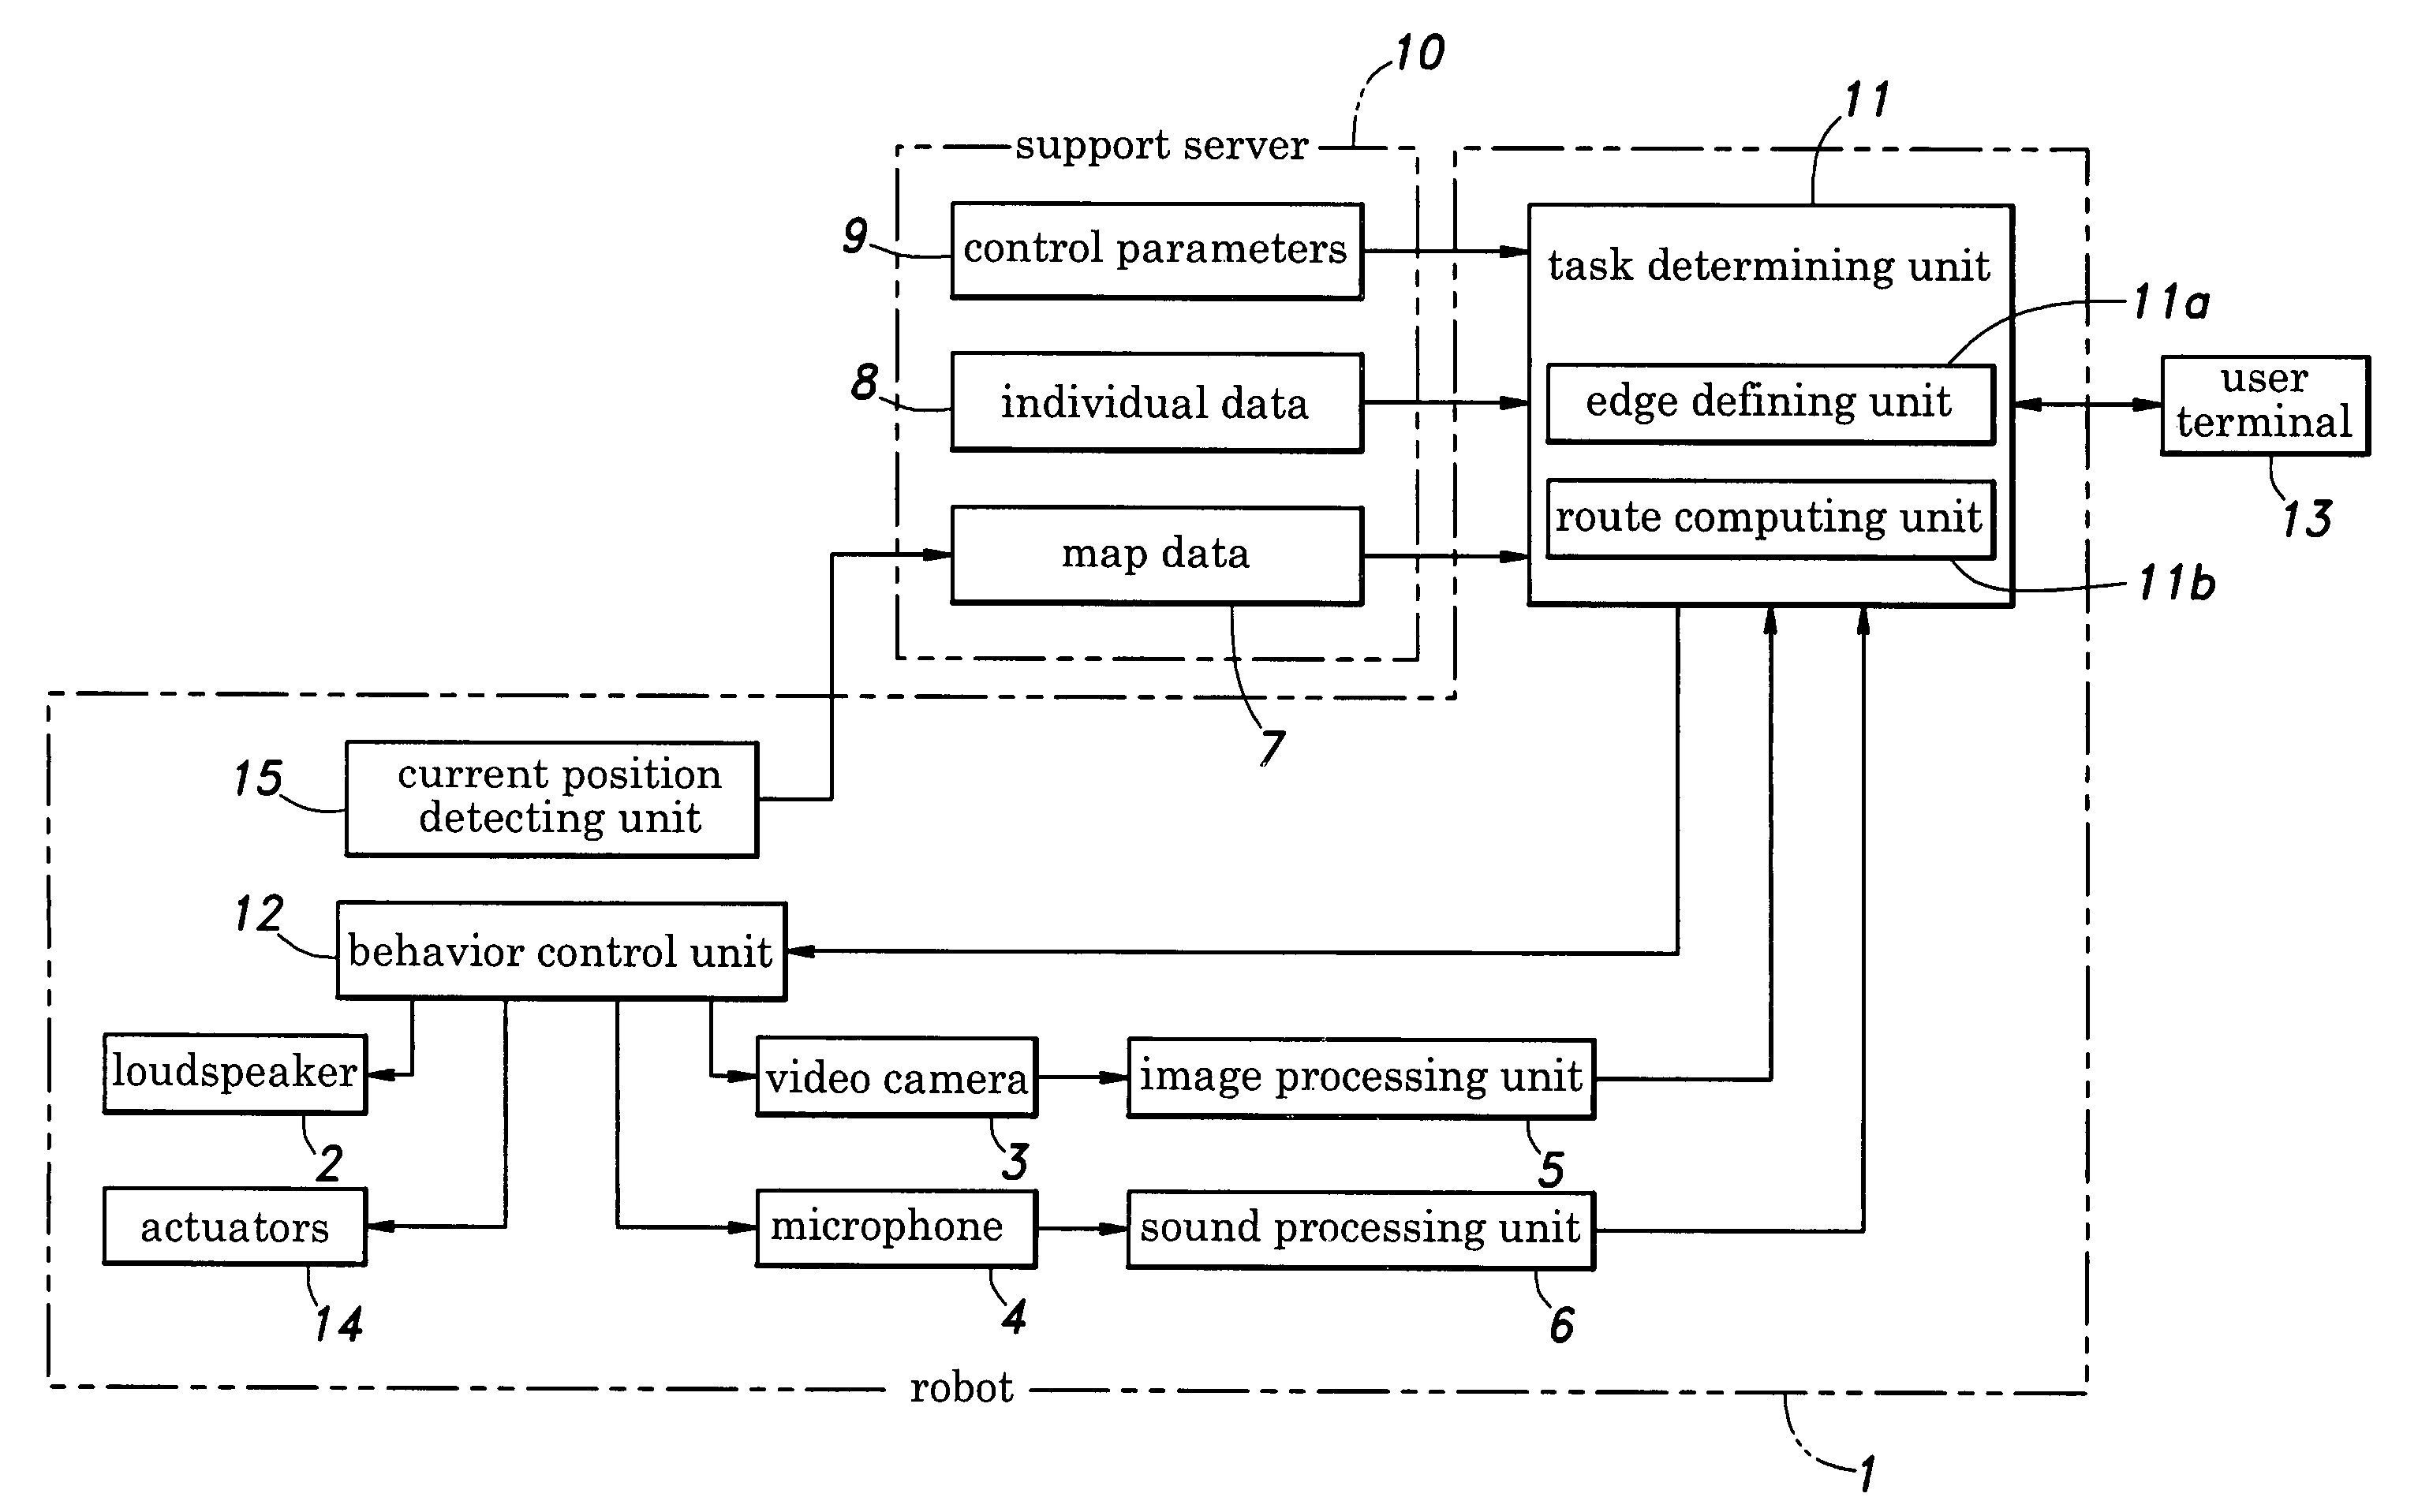 10
11
support server
9
control parameters
task determining unit
11a
8
individual data
edge defining unit
user
terminal
13
route computing unit
map data
11b
7
15
current position
detecting unit
12
behavior control unit
loudspeaker
video camera
image processing unit
2
3
5
actuators
microphone
sound processing unit
14
4
6
robot
1